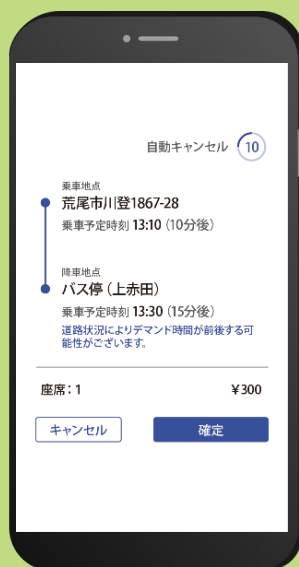 自動キャンセル 10
乗車地点
荒尾市川登1867-28
乗車予定時刻 13:10（10分後）
降車地点
バス停（上赤田）
乗車予定時刻 13:30（15分後）
道路状況によりデマンド時間が前後する可
能性がございます。
座席：1 ¥300
キャンセル 確定